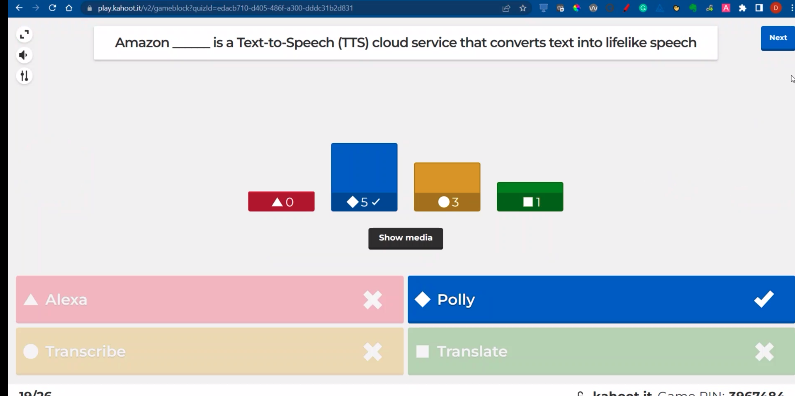 play.kahoot.it/v2/gameblock?quizId=edacb710-d405-486f-a300-dddc31b2d831
Amazon _____ is a Text-to-Speech (TTS) cloud service that converts text into lifelike speech
Next
0
5
3
1
Show media
Alexa
Polly
Transcribe
Translate
19/26
kahoot.it Game PIN: 3967484